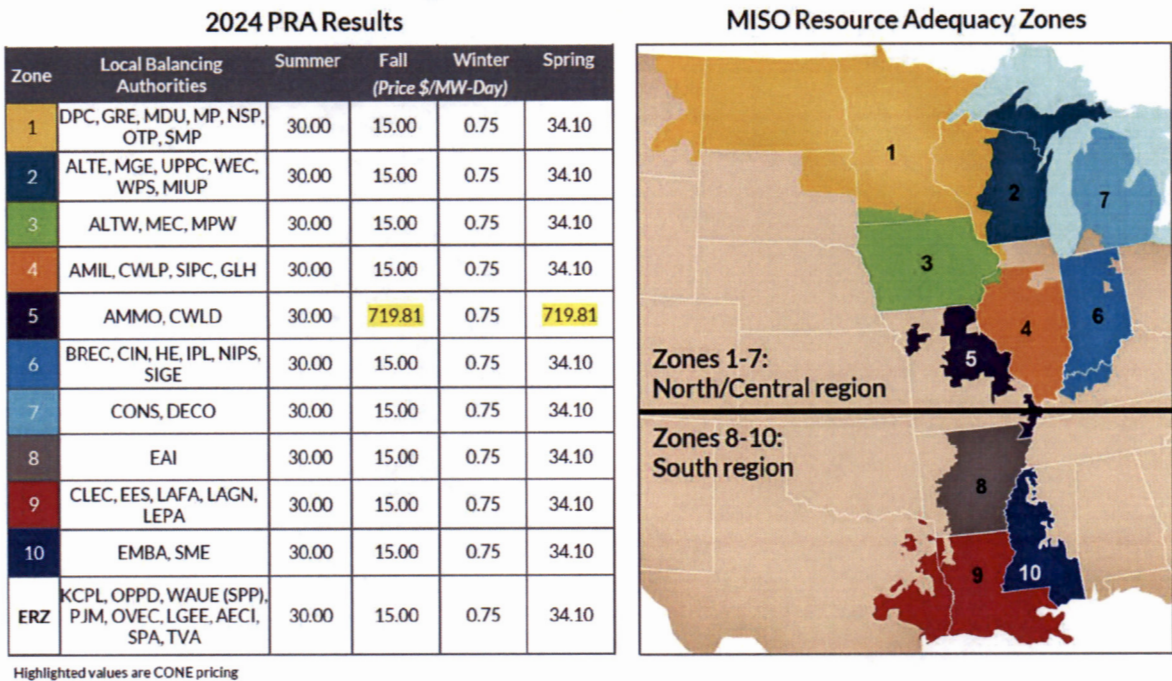 2024 PRA Results
Zone Local Balancing Authorities Summer Fall Winter Spring
(Price $/MW-Day)
1 DPC, GRE, MDU, MP, NSP, OTP, SMP 30.00 15.00 0.75 34.10
2 ALTE, MGE, UPPC, WEC, WPS, MIUP 30.00 15.00 0.75 34.10
3 ALTW, MEC, MPW 30.00 15.00 0.75 34.10
4 AMIL, CWLP, SIPC, GLH 30.00 15.00 0.75 34.10
5 AMMO, CWLD 30.00 719.81 0.75 719.81
6 BREC, CIN, HE, IPL, NIPS, SIGE 30.00 15.00 0.75 34.10
7 CONS, DECO 30.00 15.00 0.75 34.10
8 EAI 30.00 15.00 0.75 34.10
9 CLEC, EES, LAFA, LAGN, LEPA 30.00 15.00 0.75 34.10
10 EMBA, SME 30.00 15.00 0.75 34.10
ERZ KCPL, OPPD, WAUE (SPP), PJM, OVEC, LGEE, AECI, SPA, TVA 30.00 15.00 0.75 34.10
Highlighted values are CONE pricing
MISO Resource Adequacy Zones
1
2
7
3
4
6
5
Zones 1-7:
North/Central region
Zones 8-10:
South region
8
9
10